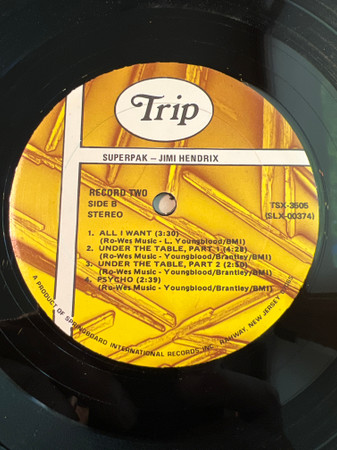 Trip
SUPERPAK – JIMI HENDRIX
RECORD TWO
SIDE B
STEREO
TSX-3505
(SLX-00374)
1. ALL I WANT (3:30)
(Ro-Wes Music - L. Youngblood/BMI)
2. UNDER THE TABLE, PART 1 (4:28)
(Ro-Wes Music - Youngblood/Brantley/BMI)
3. UNDER THE TABLE, PART 2 (2:50)
(Ro-Wes Music - Youngblood/Brantley/BMI)
4. PSYCHO (2:39)
(Ro-Wes Music - Youngblood/Brantley/BMI)
A PRODUCT OF SPRINGBOARD INTERNATIONAL RECORDS, INC. RAHWAY, NEW JERSEY